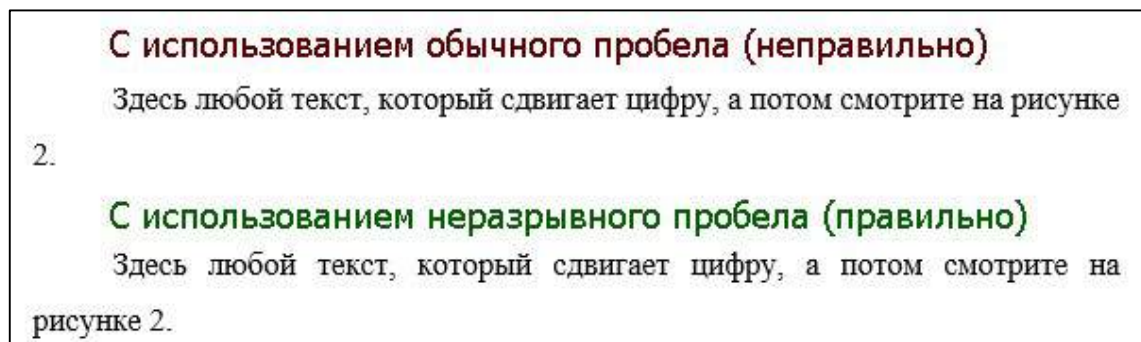 С использованием обычного пробела (неправильно)
Здесь любой текст, который сдвигает цифру, а потом смотрите на рисунке
2.
С использованием неразрывного пробела (правильно)
Здесь любой текст, который сдвигает цифру, а потом смотрите на
рисунке 2.